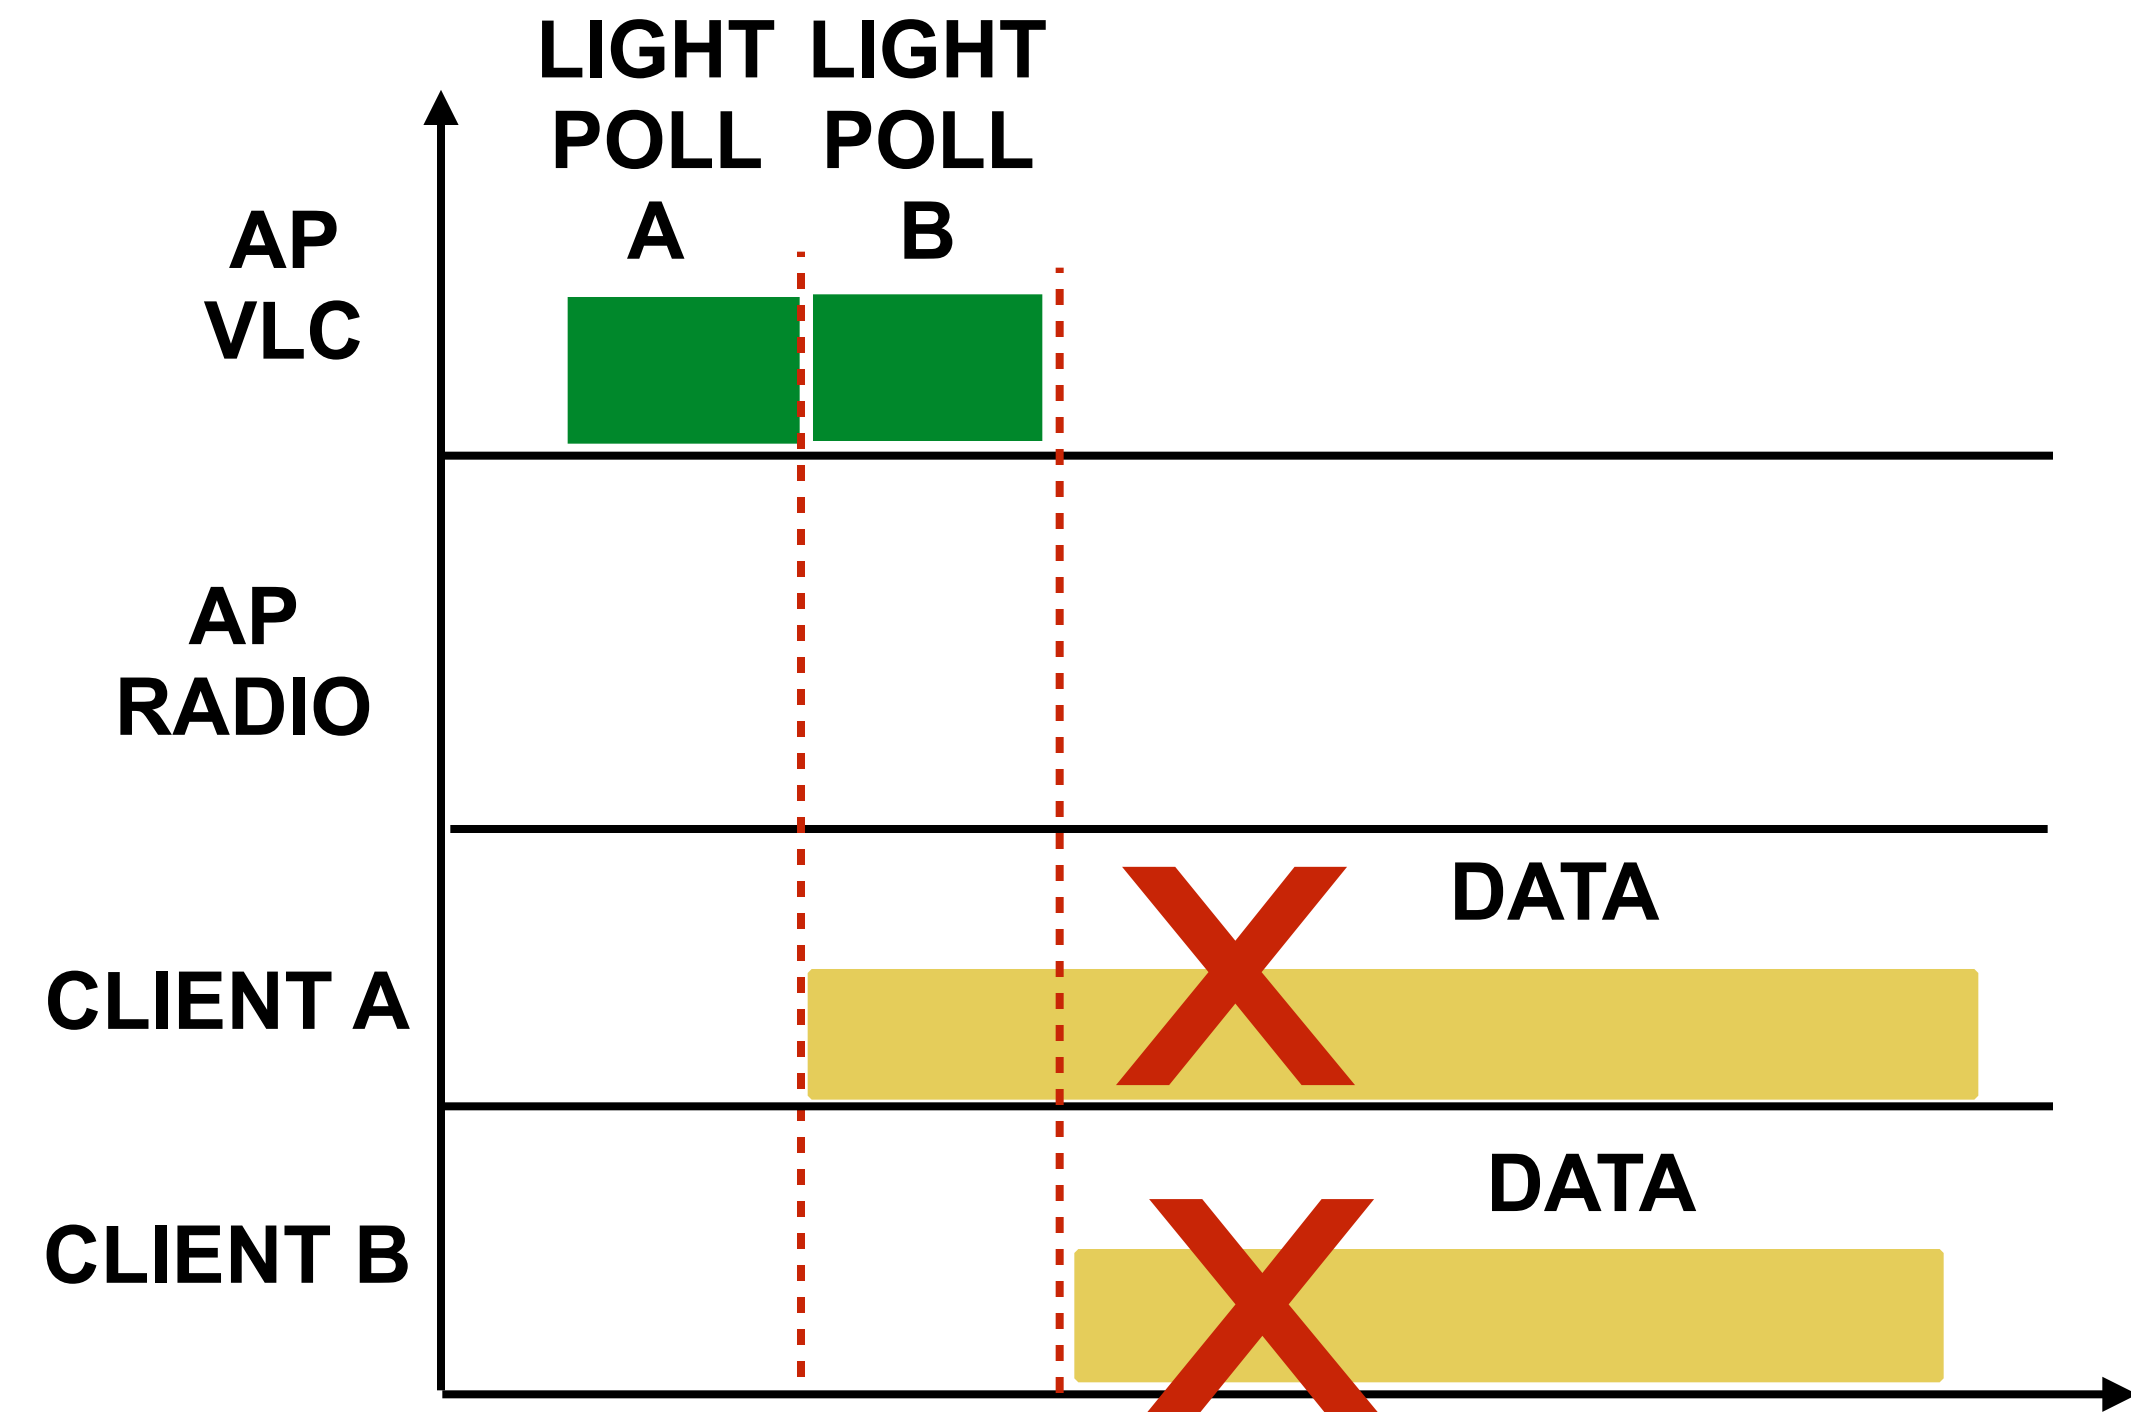 LIGHT
POLL
A
LIGHT
POLL
B
AP
VLC
AP
RADIO
DATA
CLIENT A
DATA
CLIENT B